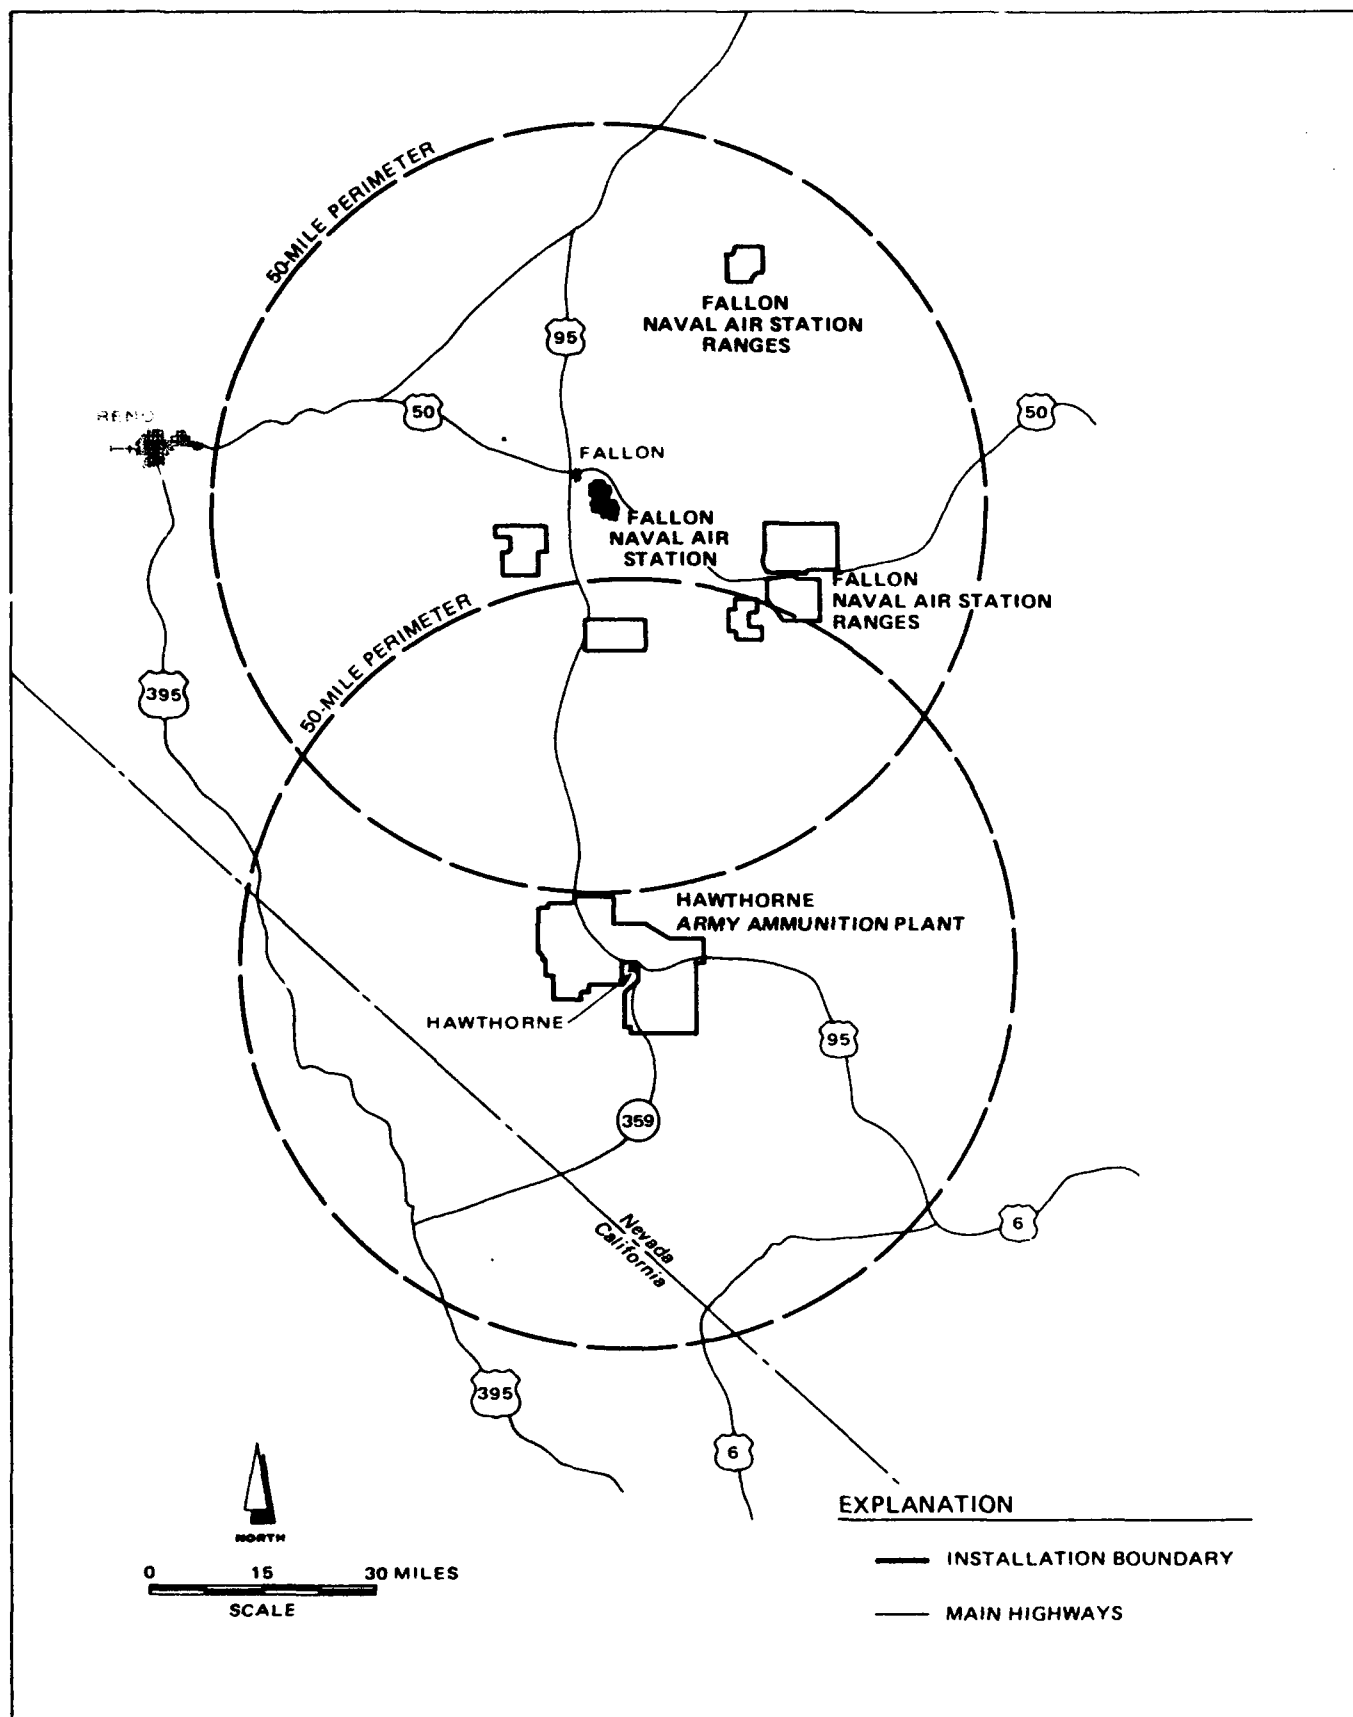 50-MILE PERIMETER
FALLON
NAVAL AIR STATION
RANGES
95
RENO
50
50
FALLON
FALLON
NAVAL AIR
STATION
FALLON
NAVAL AIR STATION
RANGES
50-MILE PERIMETER
395
HAWTHORNE
ARMY AMMUNITION PLANT
HAWTHORNE
95
359
Nevada
California
6
395
6
NORTH
0 15 30 MILES
SCALE
EXPLANATION
INSTALLATION BOUNDARY
MAIN HIGHWAYS